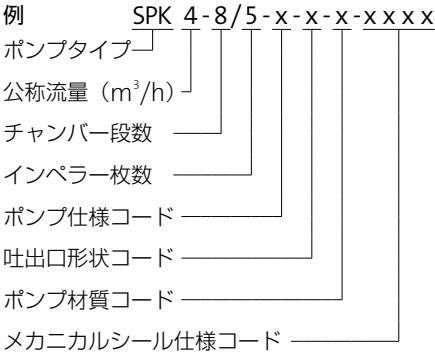 例 SPK 4-8/5-x-x-x-xxxx
ポンプタイプ
公称流量（m³/h）
チャンバー段数
インペラー枚数
ポンプ仕様コード
吐出口形状コード
ポンプ材質コード
メカニカルシール仕様コード